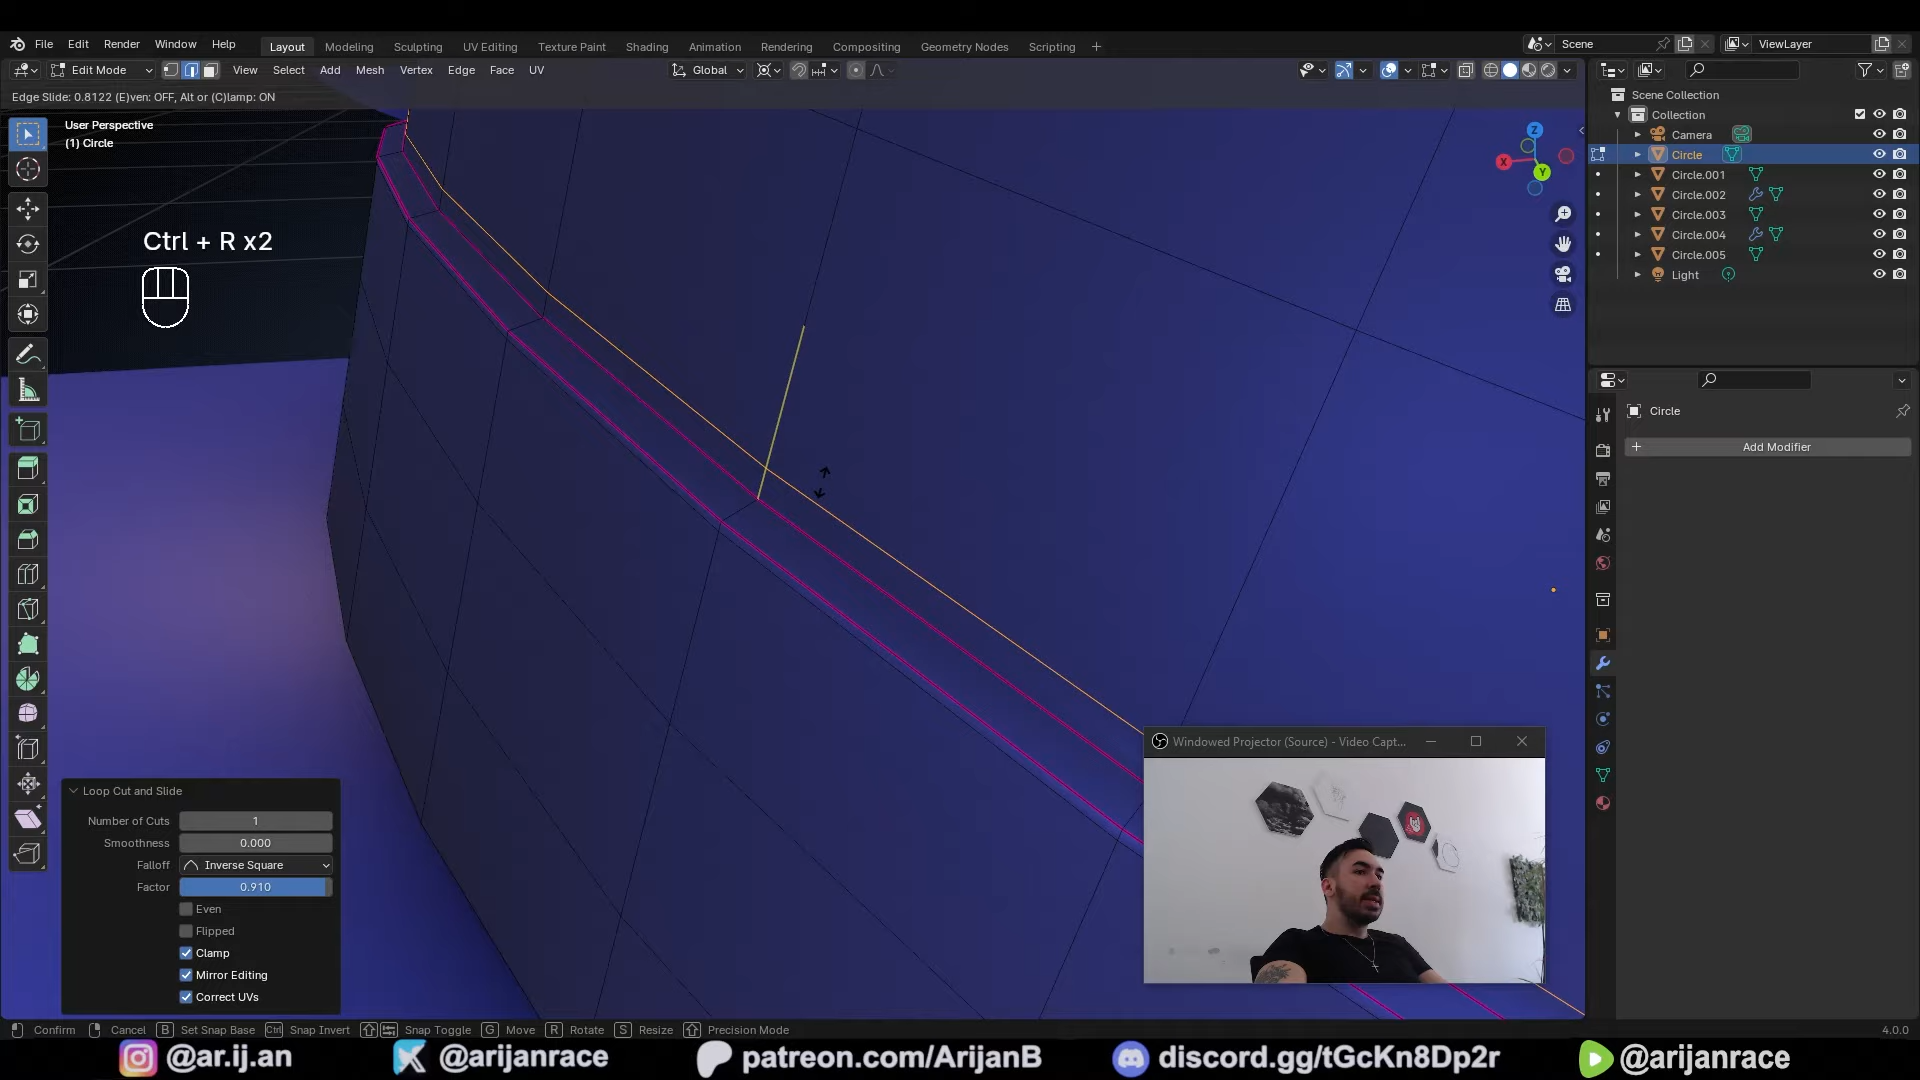 File Edit Render Window Help
Layout Modeling Sculpting UV Editing Texture Paint Shading Animation Rendering Compositing Geometry Nodes Scripting
Scene
ViewLayer
Edit Mode View Select Add Mesh Vertex Edge Face UV
Global
Edge Slide: 0.8122 (E)ven: OFF, Alt or (C)lamp: ON
User Perspective
(1) Circle
Ctrl + R x2
Z
X
Y
Scene Collection
Collection
Camera
Circle
Circle.001
Circle.002
Circle.003
Circle.004
Circle.005
Light
Circle
Add Modifier
Windowed Projector (Source) - Video Capt...
Loop Cut and Slide
Number of Cuts 1
Smoothness 0.000
Falloff Inverse Square
Factor 0.910
Even
Flipped
Clamp
Mirror Editing
Correct UVs
Confirm Cancel B Set Snap Base Ctrl Snap Invert Snap Toggle G Move R Rotate S Resize Precision Mode
4.0.0
@ar.ij.an @arijanrace patreon.com/ArijanB discord.gg/tGcKn8Dp2r @arijanrace